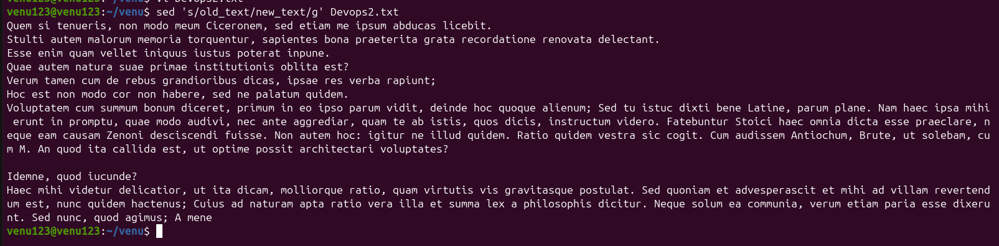 venu123@venu123:~/venu$ vi Devops2.txt
venu123@venu123:~/venu$ sed 's/old_text/new_text/g' Devops2.txt
Quem si tenueris, non modo meum Ciceronem, sed etiam me ipsum abducas licebit.
Stulti autem malorum memoria torquentur, sapientes bona praeterita grata recordatione renovata delectant.
Esse enim quam vellet iniquus iustus poterat inpune.
Quae autem natura suae primae institutionis oblita est?
Verum tamen cum de rebus grandioribus dicas, ipsae res verba rapiunt;
Hoc est non modo cor non habere, sed ne palatum quidem.
Voluptatem cum summum bonum diceret, primum in eo ipso parum vidit, deinde hoc quoque alienum; Sed tu istuc dixti bene Latine, parum plane. Nam haec ipsa mihi
 erunt in promptu, quae modo audivi, nec ante aggrediar, quam te ab istis, quos dicis, instructum videro. Fatebuntur Stoici haec omnia dicta esse praeclare, n
eque eam causam Zenoni desciscendi fuisse. Non autem hoc: igitur ne illud quidem. Ratio quidem vestra sic cogit. Cum audissem Antiochum, Brute, ut solebam, cu
m M. An quod ita callida est, ut optime possit architectari voluptates?

Idemne, quod iucunde?
Haec mihi videtur delicatior, ut ita dicam, molliorque ratio, quam virtutis vis gravitasque postulat. Sed quoniam et advesperascit et mihi ad villam revertend
um est, nunc quidem hactenus; Cuius ad naturam apta ratio vera illa et summa lex a philosophis dicitur. Neque solum ea communia, verum etiam paria esse dixeru
nt. Sed nunc, quod agimus; A mene
venu123@venu123:~/venu$